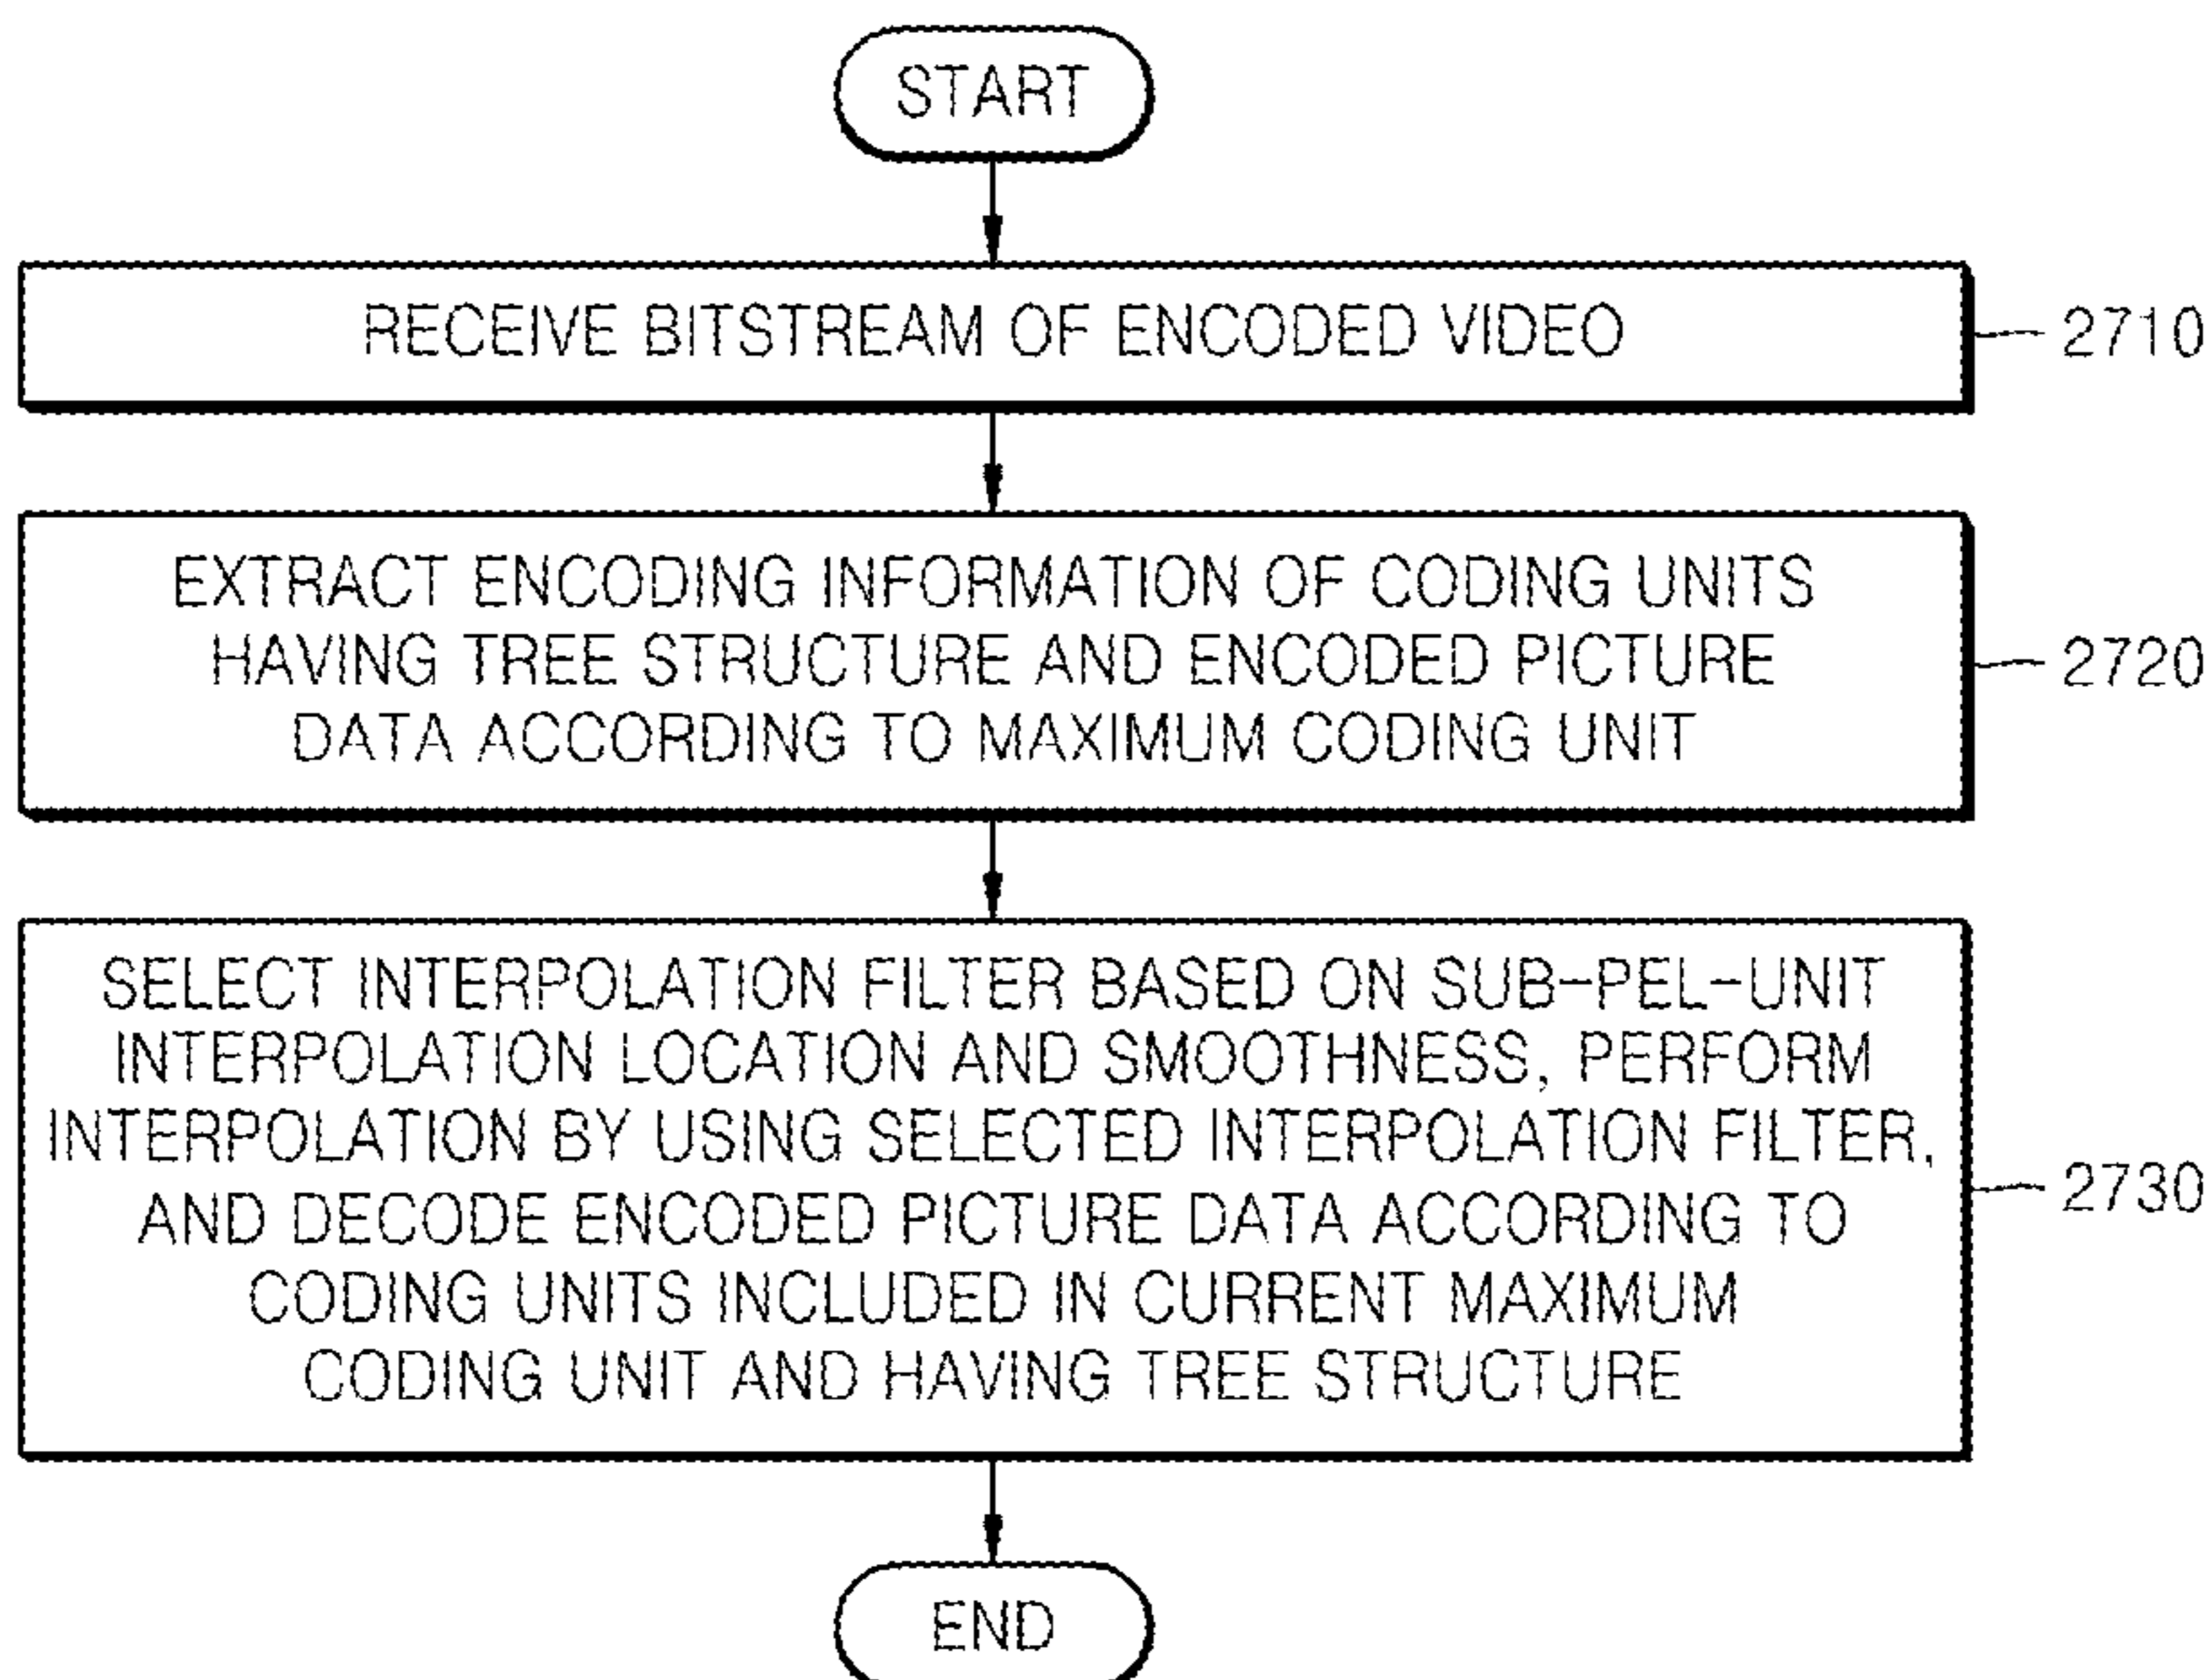 START
RECEIVE BITSTREAM OF ENCODED VIDEO
2710
EXTRACT ENCODING INFORMATION OF CODING UNITS
HAVING TREE STRUCTURE AND ENCODED PICTURE
DATA ACCORDING TO MAXIMUM CODING UNIT
2720
SELECT INTERPOLATION FILTER BASED ON SUB-PEL-UNIT
INTERPOLATION LOCATION AND SMOOTHNESS, PERFORM
INTERPOLATION BY USING SELECTED INTERPOLATION FILTER,
AND DECODE ENCODED PICTURE DATA ACCORDING TO
CODING UNITS INCLUDED IN CURRENT MAXIMUM
CODING UNIT AND HAVING TREE STRUCTURE
2730
END